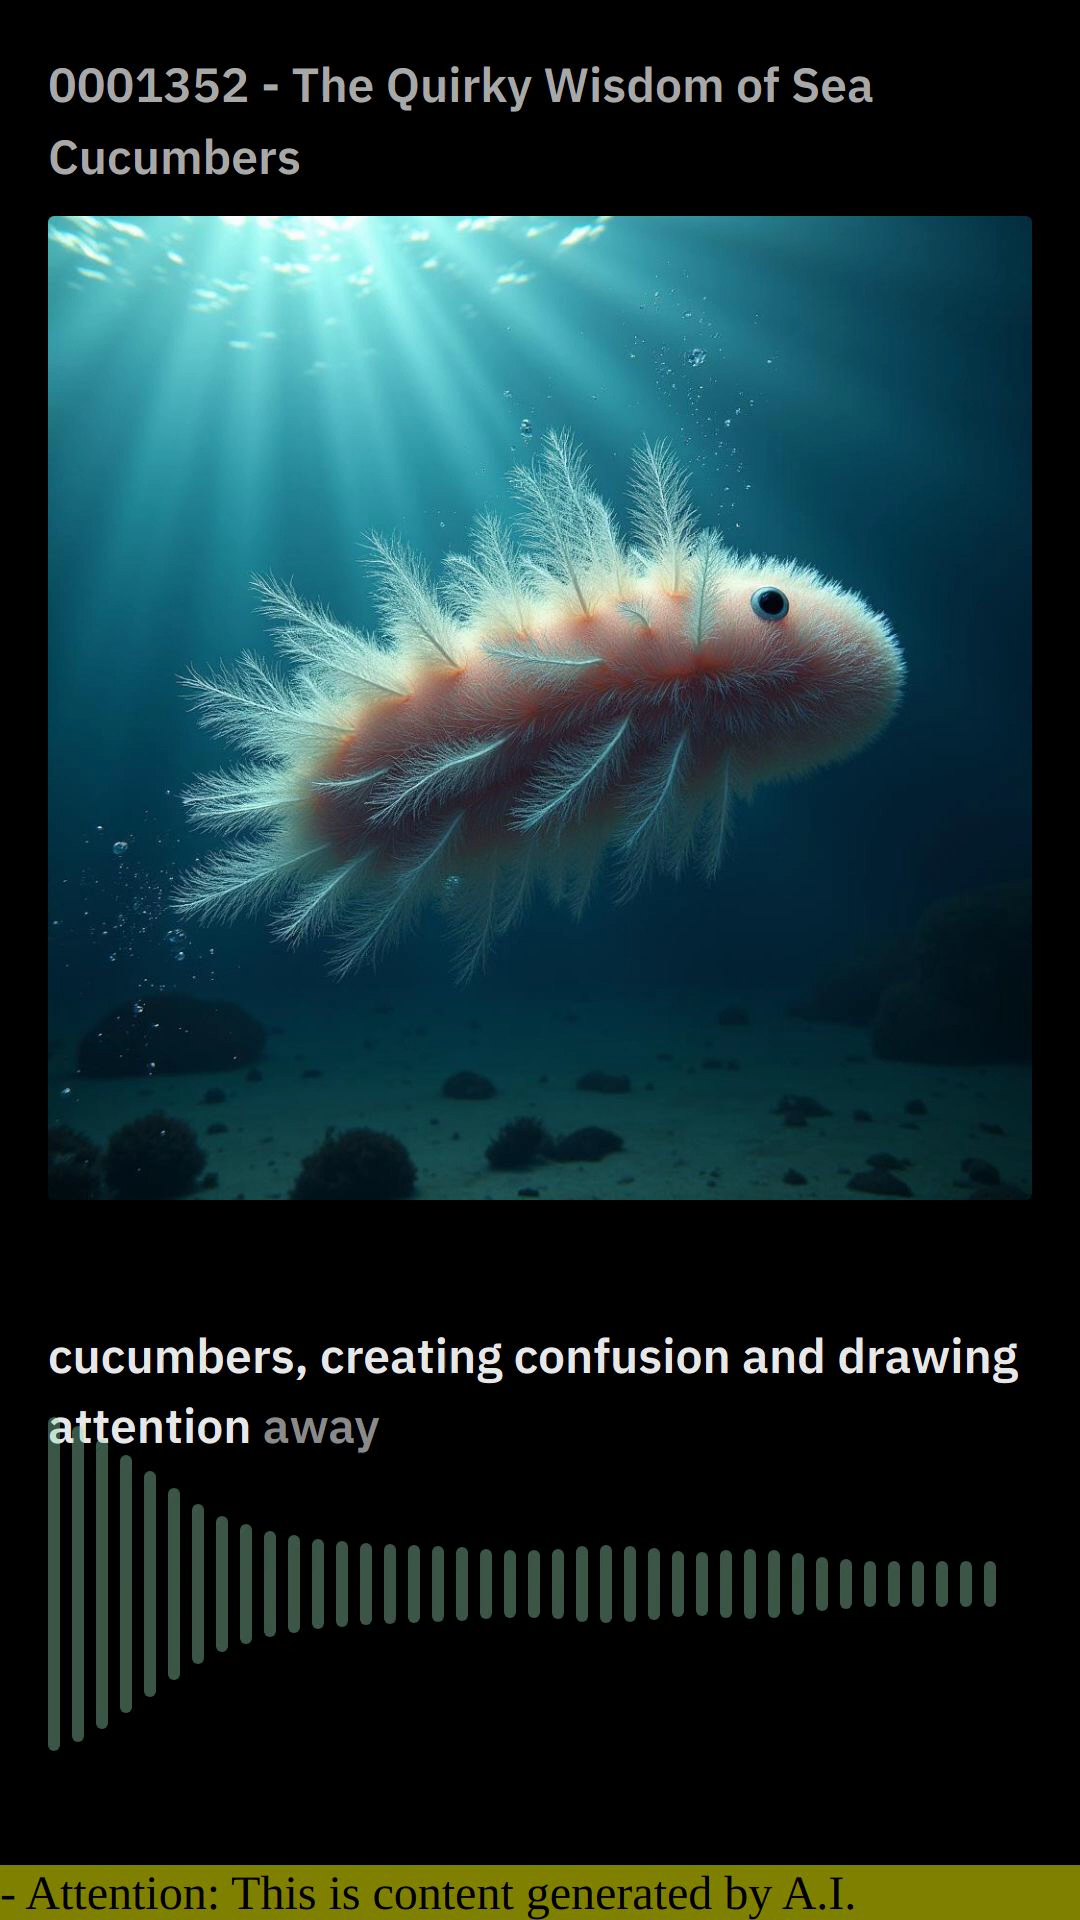 0001352 - The Quirky Wisdom of Sea
Cucumbers
cucumbers, creating confusion and drawing
attention away
- Attention: This is content generated by A.I.